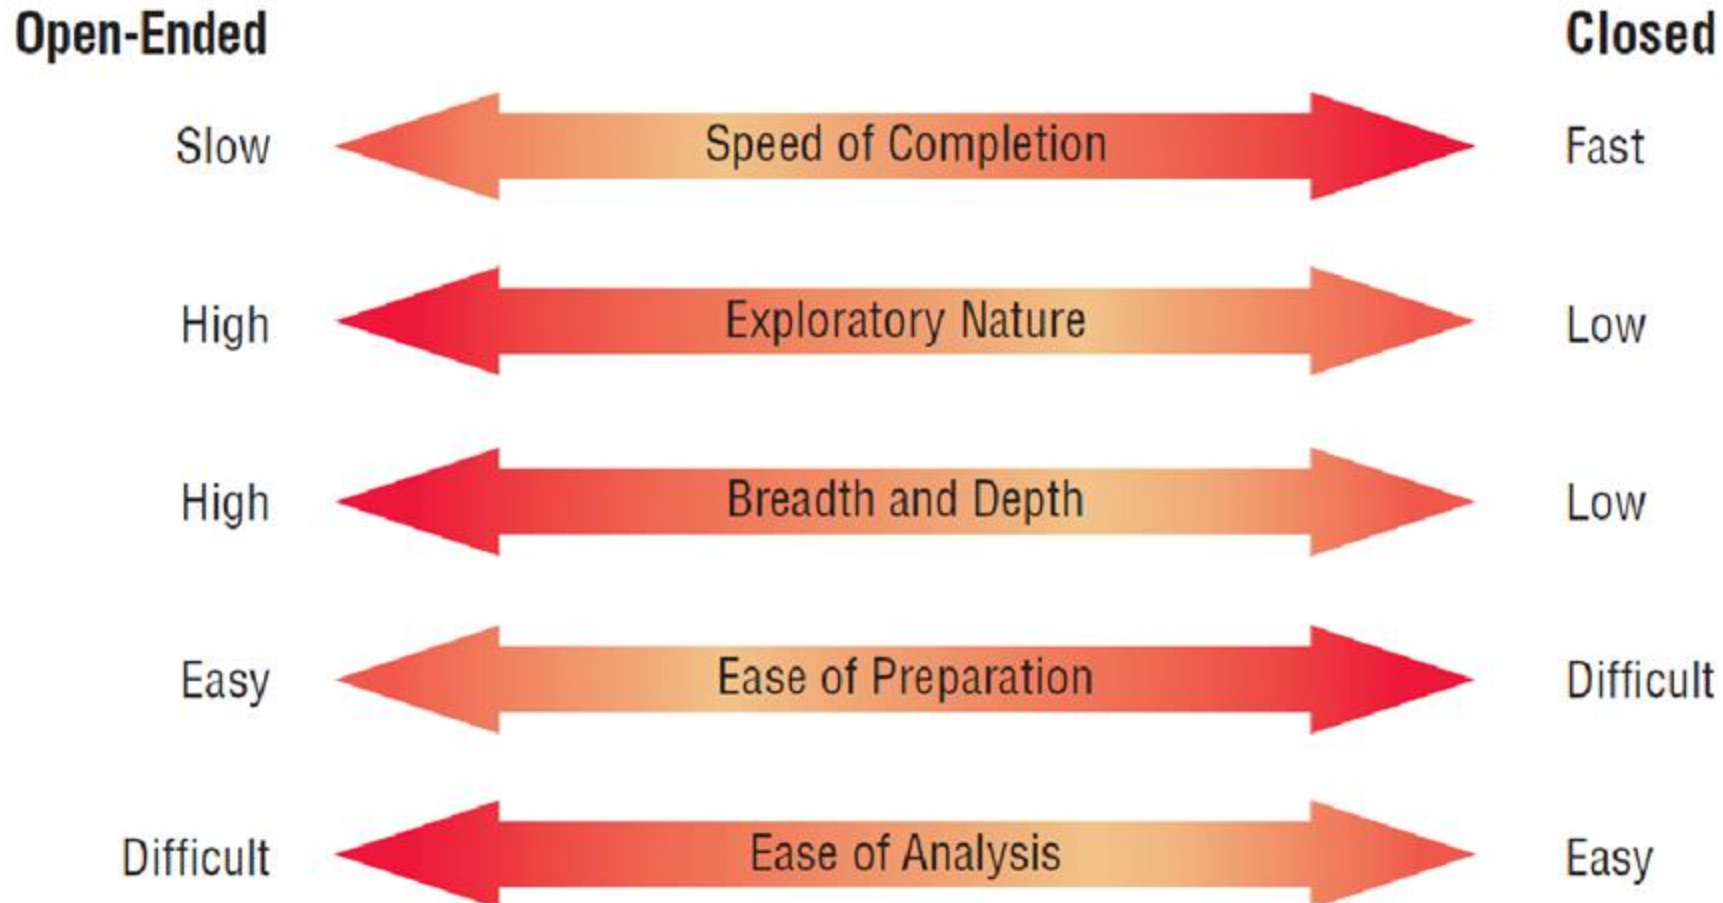 Open-Ended Closed
Slow Speed of Completion Fast
High Exploratory Nature Low
High Breadth and Depth Low
Easy Ease of Preparation Difficult
Difficult Ease of Analysis Easy